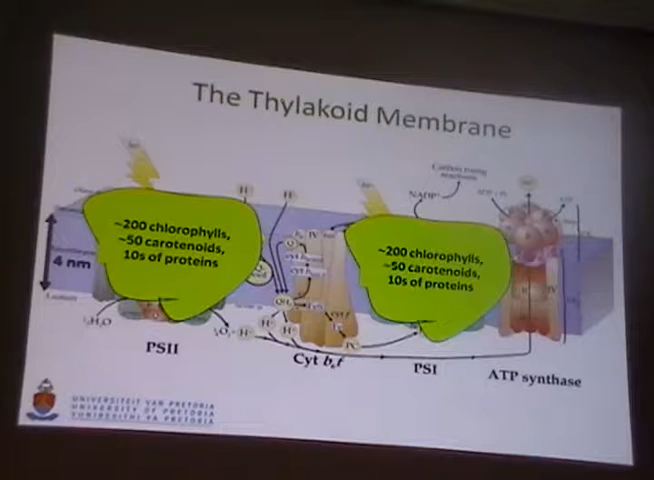 The Thylakoid Membrane
Carbon fixing
reactions
NADP⁺
H⁺
H⁺
~200 chlorophylls,
~50 carotenoids,
10s of proteins
~200 chlorophylls,
~50 carotenoids,
10s of proteins
4 nm
H₂O
PSII
Cyt b₆f
PC
PSI
ATP synthase
UNIVERSITEIT VAN PRETORIA
UNIVERSITY OF PRETORIA
YUNIBESITHI YA PRETORIA